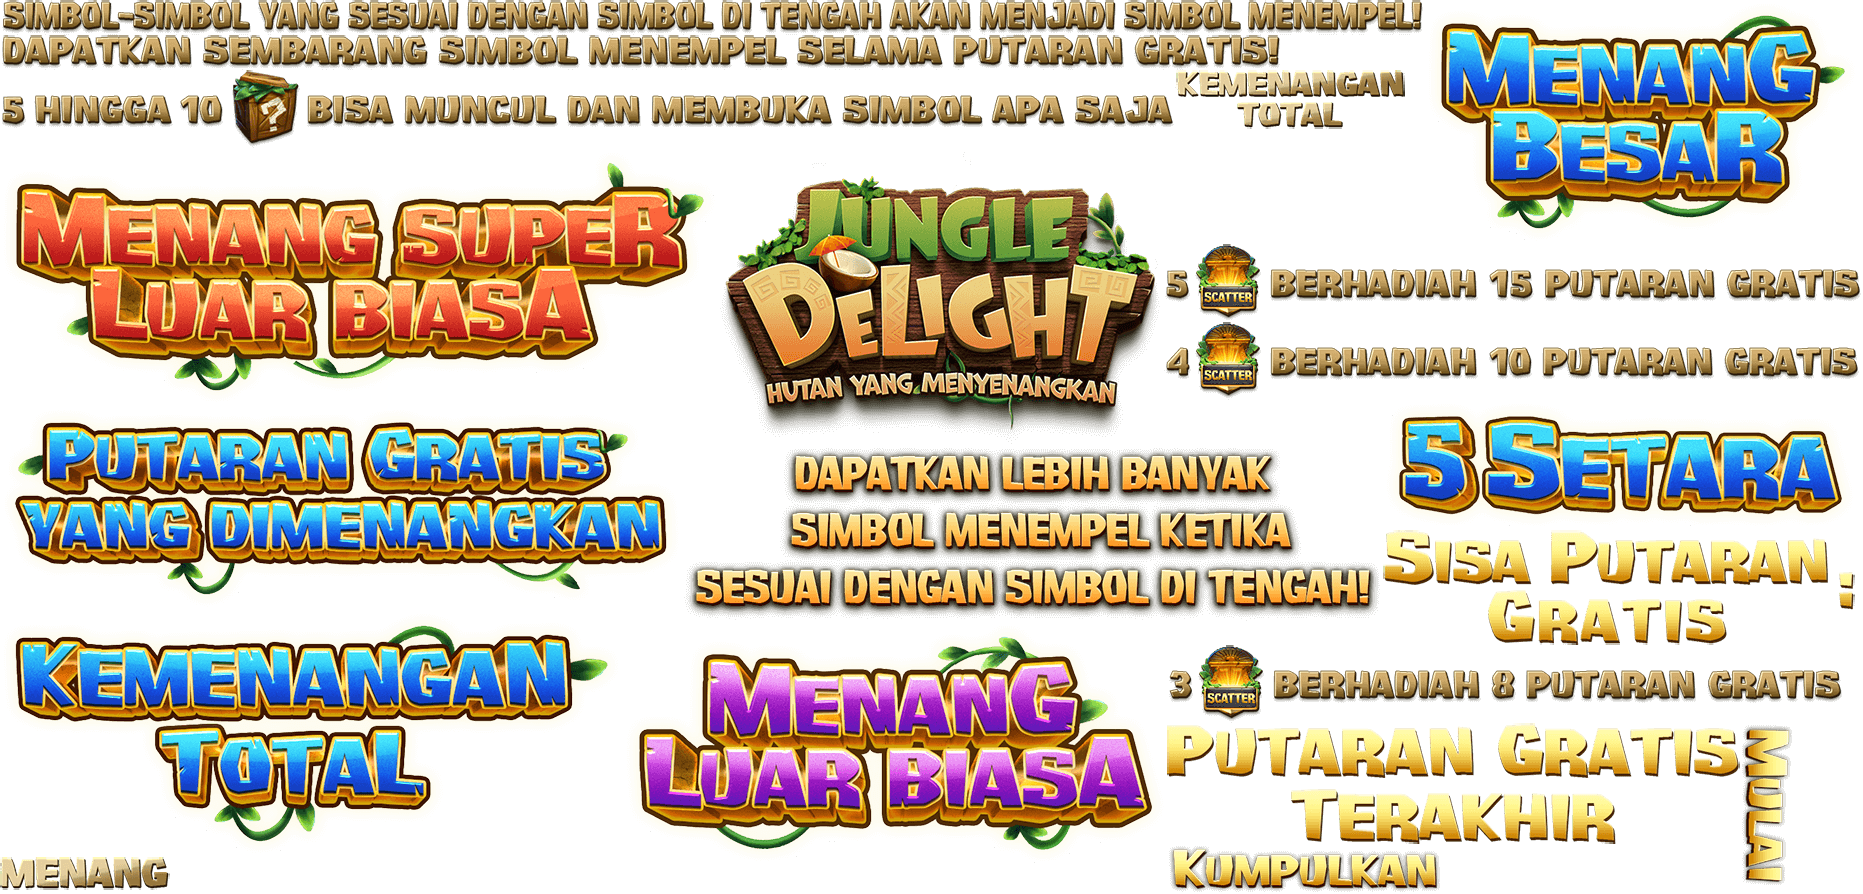 SIMBOL-SIMBOL YANG SESUAI DENGAN SIMBOL DI TENGAH AKAN MENJADI SIMBOL MENEMPEL!
DAPATKAN SEMBARANG SIMBOL MENEMPEL SELAMA PUTARAN GRATIS!
5 HINGGA 10 ? BISA MUNCUL DAN MEMBUKA SIMBOL APA SAJA
KEMENANGAN
TOTAL
MENANG
BESAR
MENANG SUPER
LUAR BIASA
JUNGLE
DELIGHT
HUTAN YANG MENYENANGKAN
5 SCATTER BERHADIAH 15 PUTARAN GRATIS
4 SCATTER BERHADIAH 10 PUTARAN GRATIS
PUTARAN GRATIS
YANG DIMENANGKAN
DAPATKAN LEBIH BANYAK
SIMBOL MENEMPEL KETIKA
SESUAI DENGAN SIMBOL DI TENGAH!
5 SETARA
SISA PUTARAN
GRATIS :
KEMENANGAN
TOTAL
MENANG
LUAR BIASA
3 SCATTER BERHADIAH 8 PUTARAN GRATIS
PUTARAN GRATIS
TERAKHIR
MULAI
KUMPULKAN
MENANG